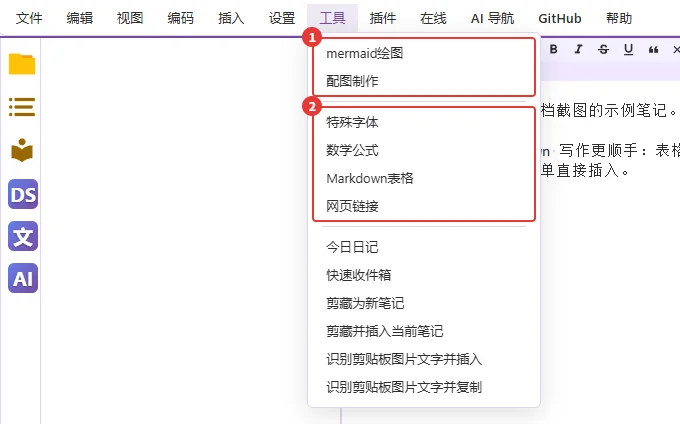 文件 编辑 视图 编码 插入 设置 工具 插件 在线 AI 导航 GitHub 帮助
B I S U
1
mermaid绘图
配图制作
2
特殊字体
数学公式
Markdown表格
网页链接
今日日记
快速收件箱
剪藏为新笔记
剪藏并插入当前笔记
识别剪贴板图片文字并插入
识别剪贴板图片文字并复制
档截图的示例笔记。
写作更顺手：表格
单直接插入。
DS
文
AI